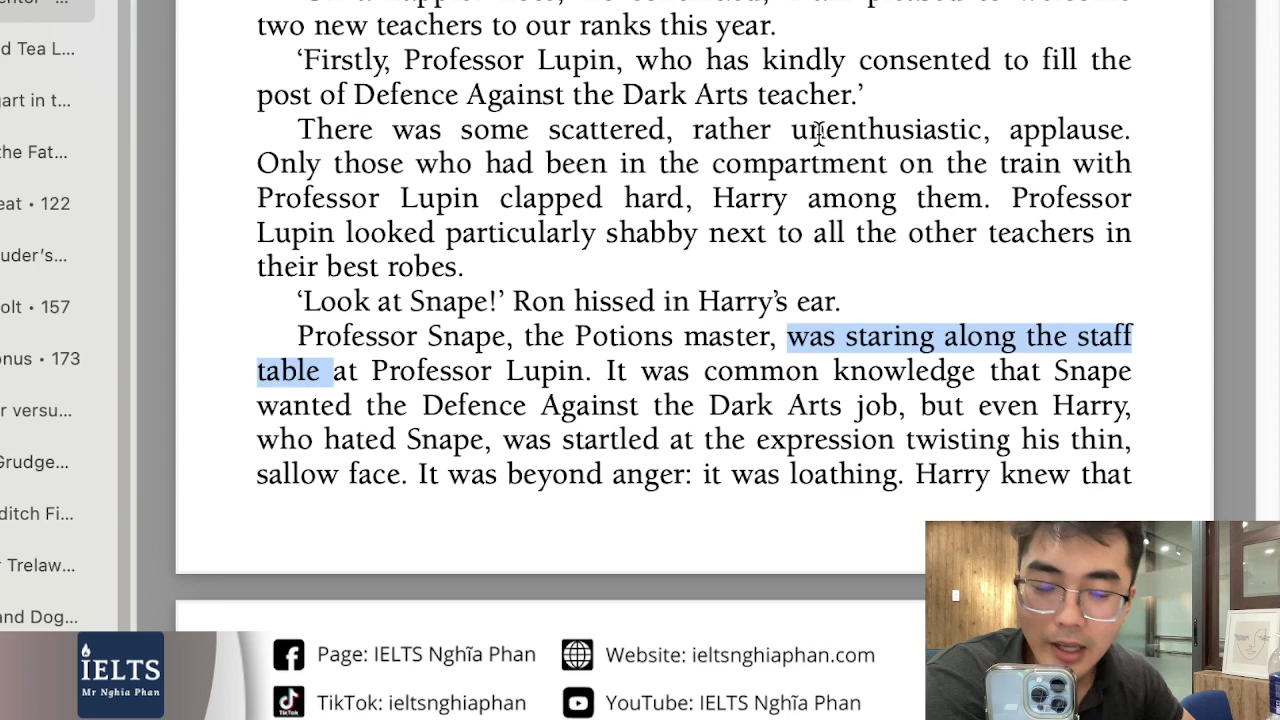 two new teachers to our ranks this year.
‘Firstly, Professor Lupin, who has kindly consented to fill the
post of Defence Against the Dark Arts teacher.’
There was some scattered, rather unenthusiastic, applause.
Only those who had been in the compartment on the train with
Professor Lupin clapped hard, Harry among them. Professor
Lupin looked particularly shabby next to all the other teachers in
their best robes.
‘Look at Snape!’ Ron hissed in Harry’s ear.
Professor Snape, the Potions master, was staring along the staff
table at Professor Lupin. It was common knowledge that Snape
wanted the Defence Against the Dark Arts job, but even Harry,
who hated Snape, was startled at the expression twisting his thin,
sallow face. It was beyond anger: it was loathing. Harry knew that
d Tea L...
art in t...
he Fat...
eat • 122
uder’s...
olt • 157
onus • 173
r versu...
Grudge...
ditch Fi...
Trelaw...
and Dog...
IELTS
Mr Nghia Phan
Page: IELTS Nghĩa Phan
Website: ieltsnghiaphan.com
TikTok
TikTok: ieltsnghiaphan
YouTube: IELTS Nghĩa Phan